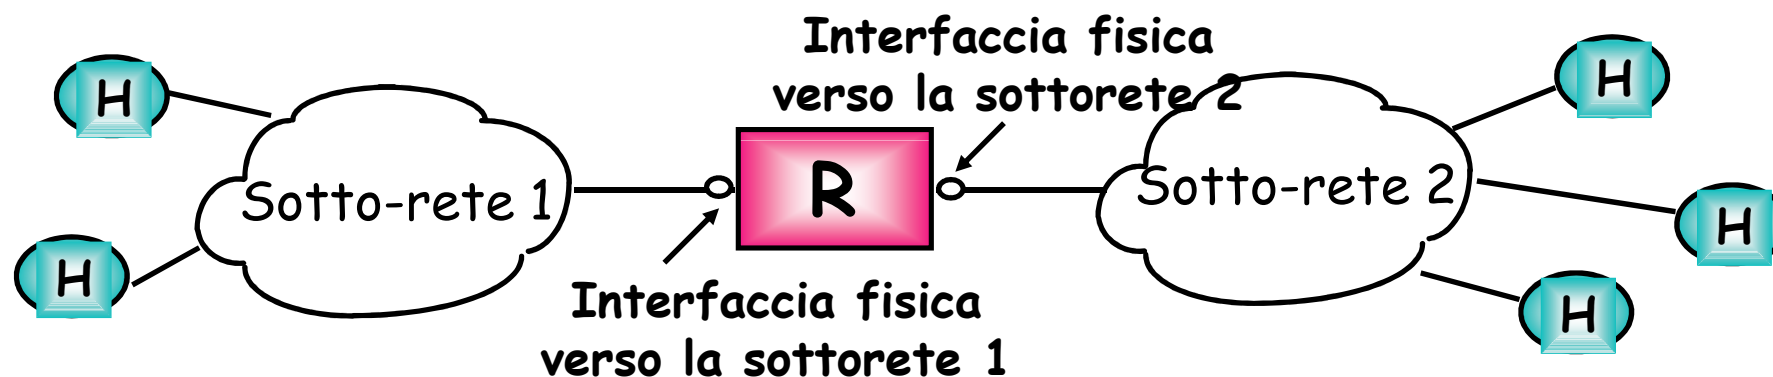 Interfaccia fisica
verso la sottorete 2
H
H
H
Sotto-rete 1
R
Sotto-rete 2
H
H
Interfaccia fisica
verso la sottorete 1